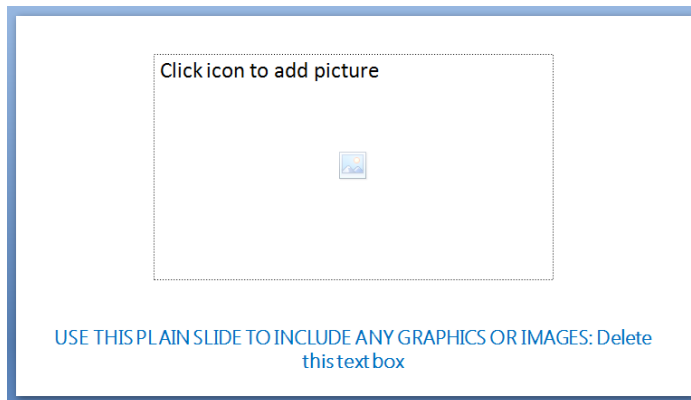 Click icon to add picture
USE THIS PLAIN SLIDE TO INCLUDE ANY GRAPHICS OR IMAGES: Delete
this text box